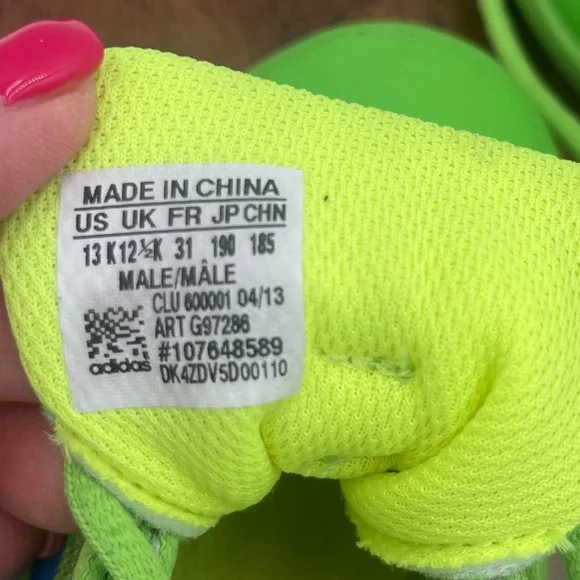 MADE IN CHINA
US UK FR JP CHN
13 K 12½K 31 190 185
MALE/MÂLE
CLU 600001 04/13
ART G97286
#107648589
adidas
DK4ZDV5D00110